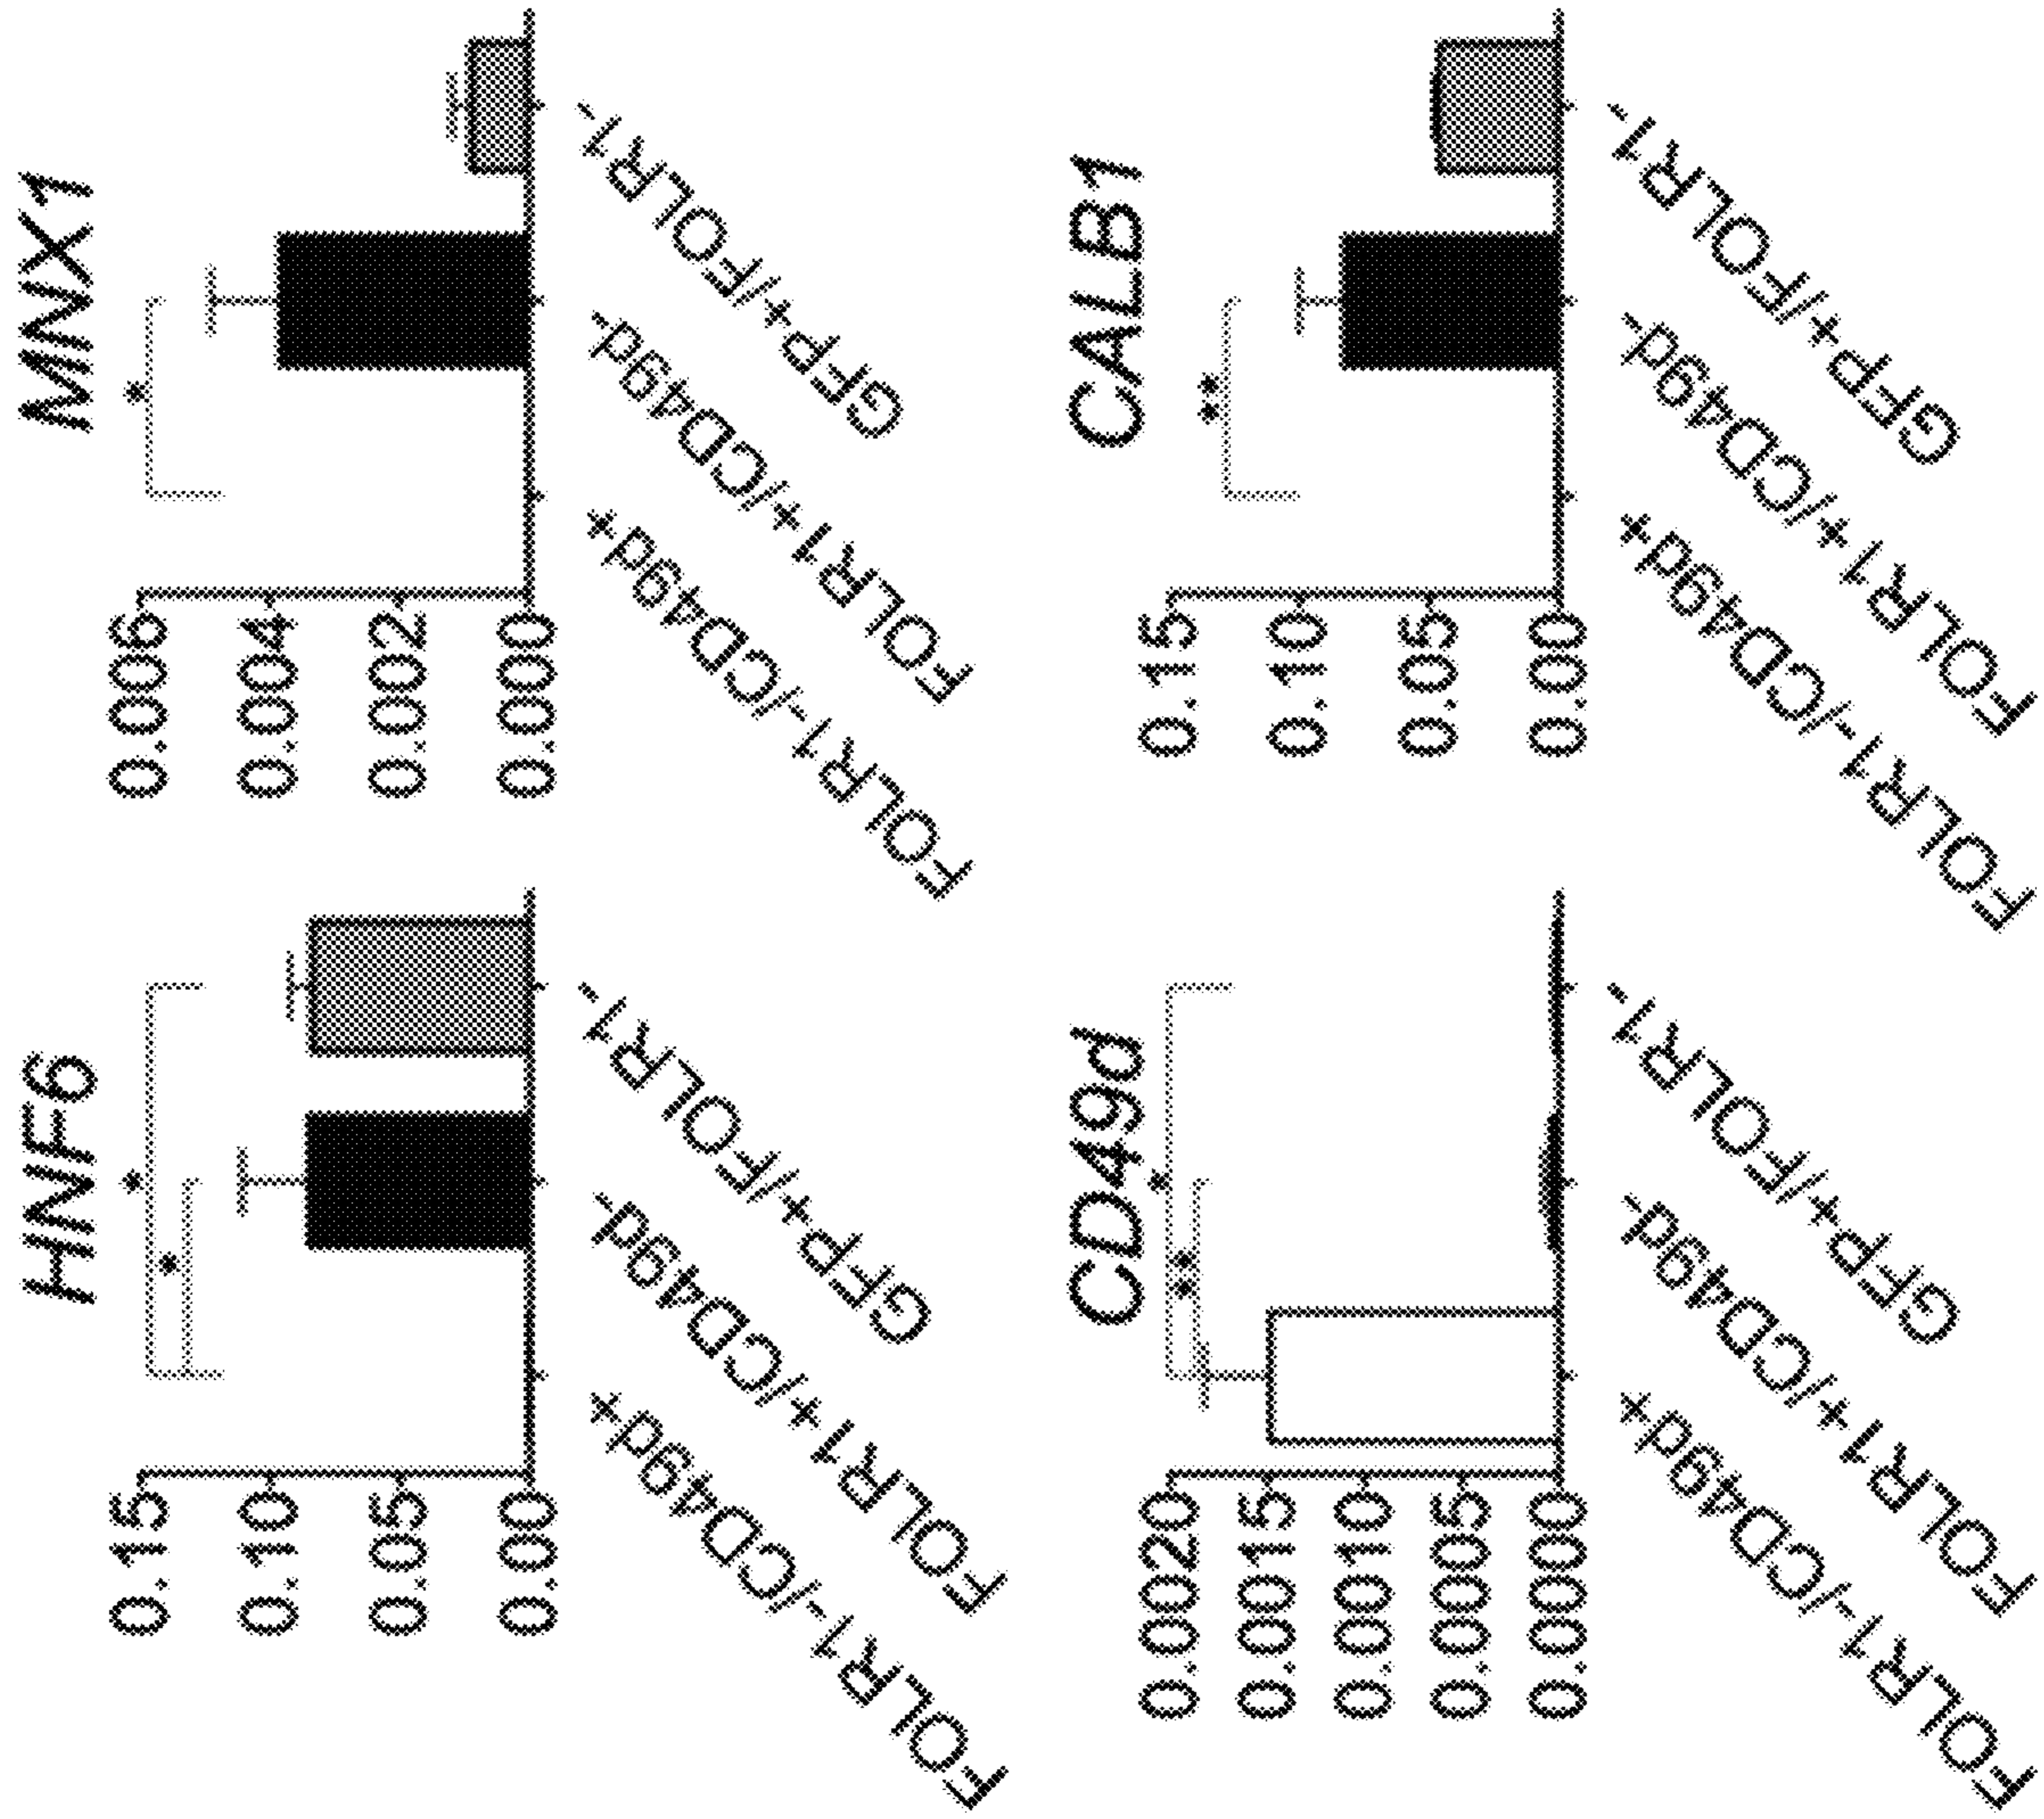 HNF6
*
*
0.15
0.10
0.05
0.00
FOLR1-/CD49d+
FOLR1+/CD49d-
GFP+/FOLR1-
MNX1
*
0.006
0.004
0.002
0.000
FOLR1-/CD49d+
FOLR1+/CD49d-
GFP+/FOLR1-
CD49d
*
**
0.0020
0.0015
0.0010
0.0005
0.0000
FOLR1-/CD49d+
FOLR1+/CD49d-
GFP+/FOLR1-
CALB1
**
0.15
0.10
0.05
0.00
FOLR1-/CD49d+
FOLR1+/CD49d-
GFP+/FOLR1-